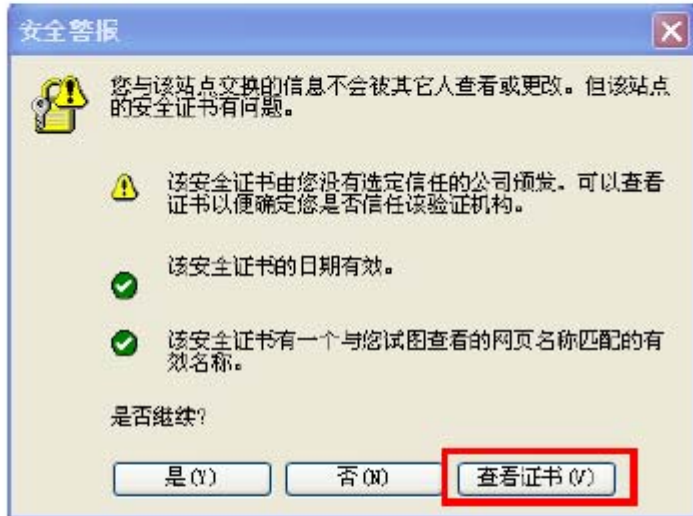 安全警报
您与该站点交换的信息不会被其它人查看或更改。但该站点
的安全证书有问题。
该安全证书由您没有选定信任的公司颁发。可以查看
证书以便确定您是否信任该验证机构。
该安全证书的日期有效。
该安全证书有一个与您试图查看的网页名称匹配的有
效名称。
是否继续?
是(Y) 否(N) 查看证书(V)